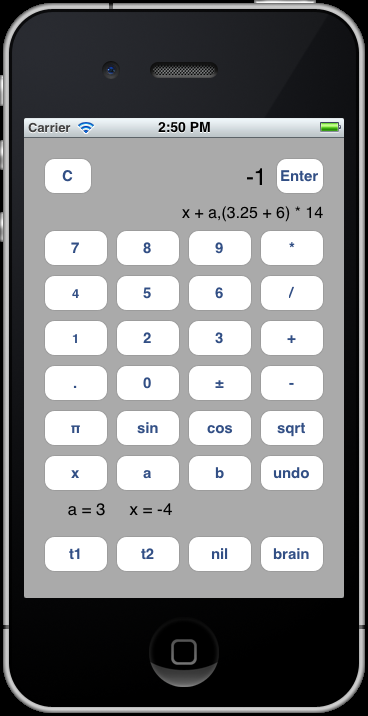 Carrier 2:50 PM
C -1 Enter
x + a,(3.25 + 6) * 14
7 8 9 *
4 5 6 /
1 2 3 +
. 0 ± -
π sin cos sqrt
x a b undo
a = 3 x = -4
t1 t2 nil brain